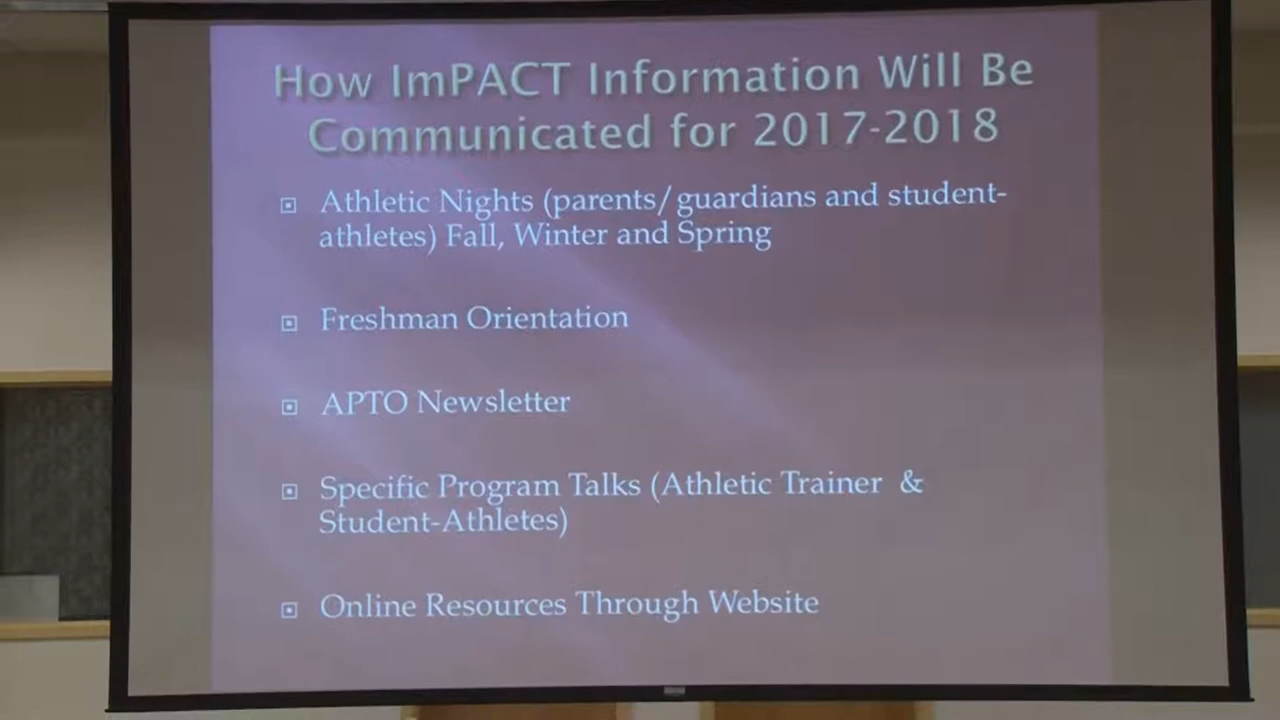 How ImPACT Information Will Be
Communicated for 2017-2018
Athletic Nights (parents/guardians and student-
athletes) Fall, Winter and Spring
Freshman Orientation
APTO Newsletter
Specific Program Talks (Athletic Trainer &
Student-Athletes)
Online Resources Through Website